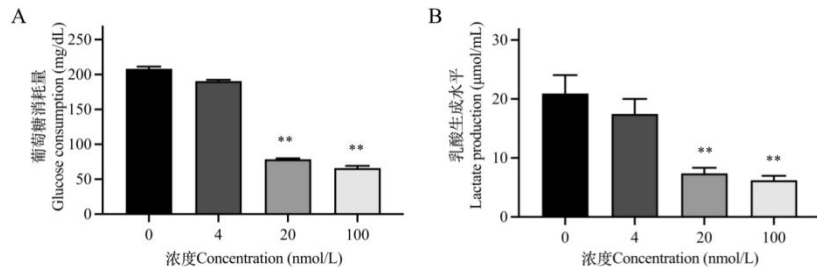 A
葡萄糖消耗量
Glucose consumption (mg/dL)
250
200
150
100
50
0
**
**
0 4 20 100
浓度Concentration (nmol/L)
B
乳酸生成水平
Lactate production (μmol/mL)
30
20
10
0
**
**
0 4 20 100
浓度Concentration (nmol/L)